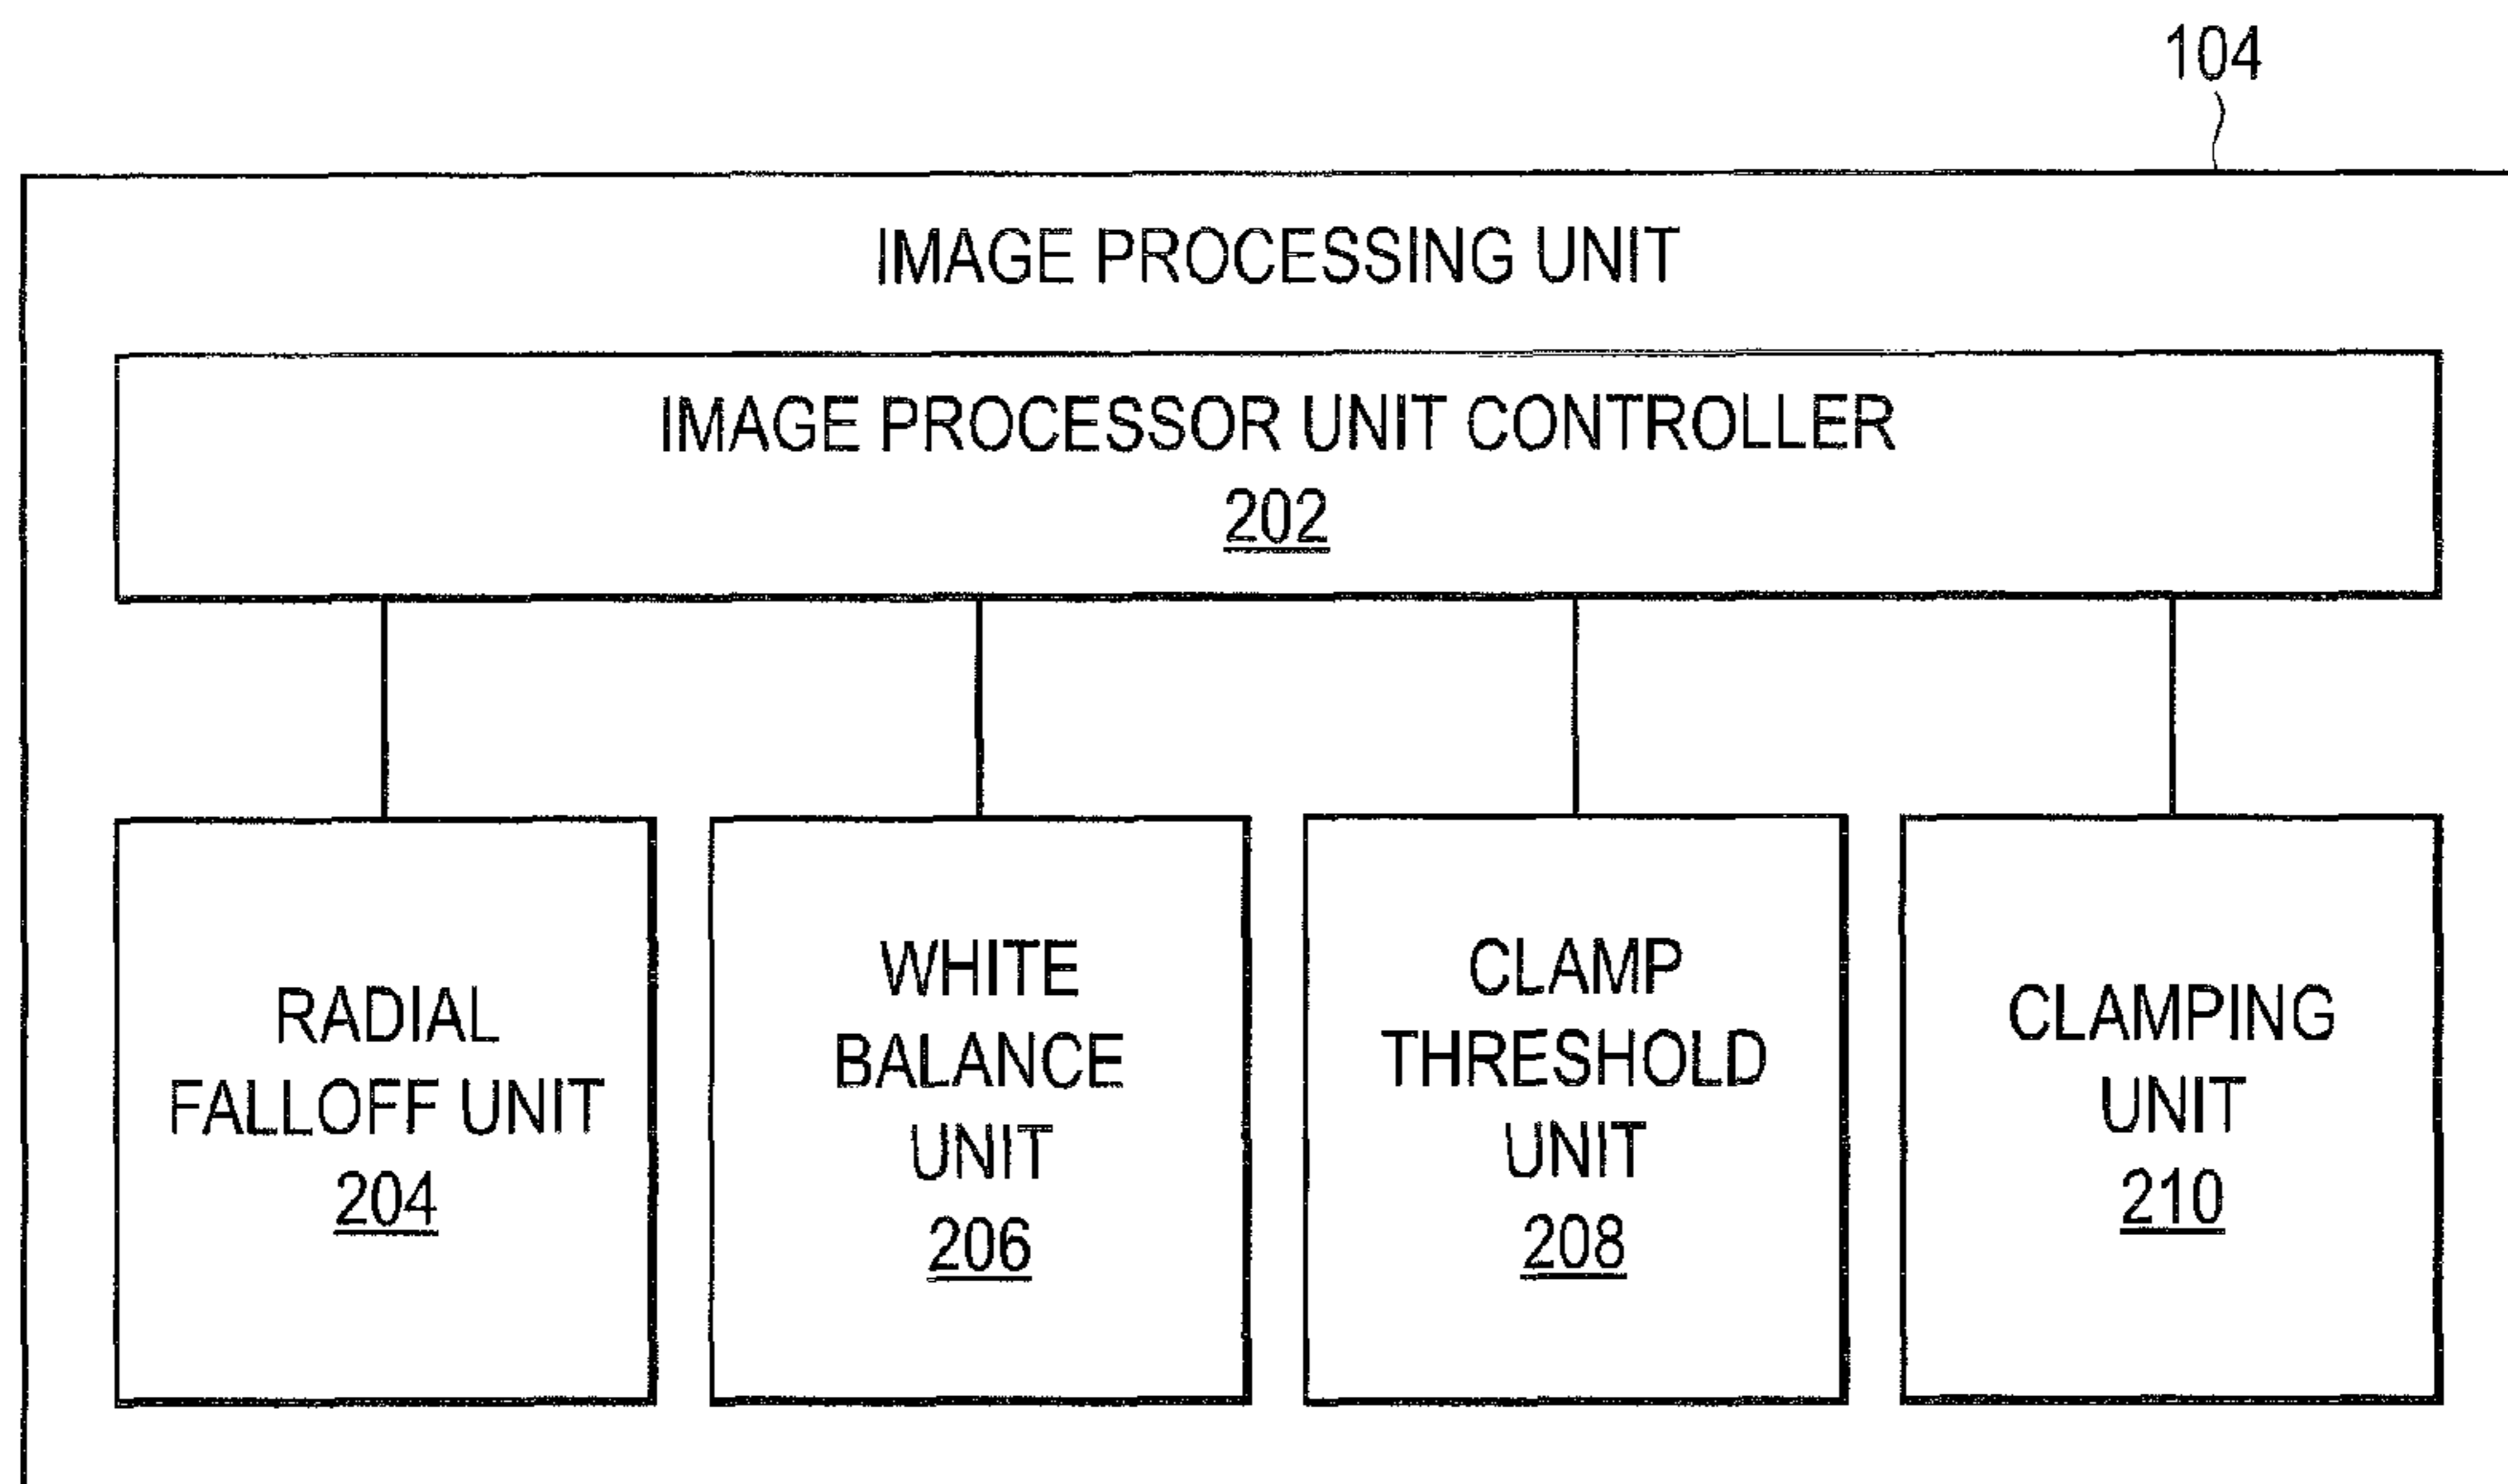 104
IMAGE PROCESSING UNIT
IMAGE PROCESSOR UNIT CONTROLLER
202
RADIAL
FALLOFF UNIT
204
WHITE
BALANCE
UNIT
206
CLAMP
THRESHOLD
UNIT
208
CLAMPING
UNIT
210